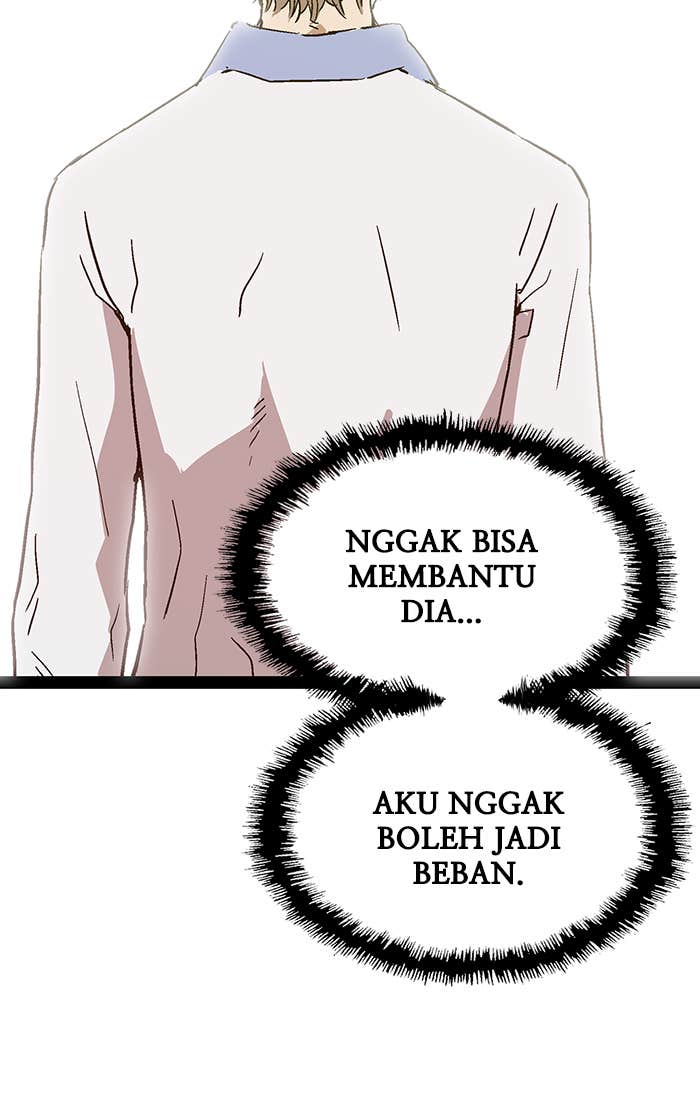 NGGAK BISA
MEMBANTU
DIA...
AKU NGGAK
BOLEH JADI
BEBAN.